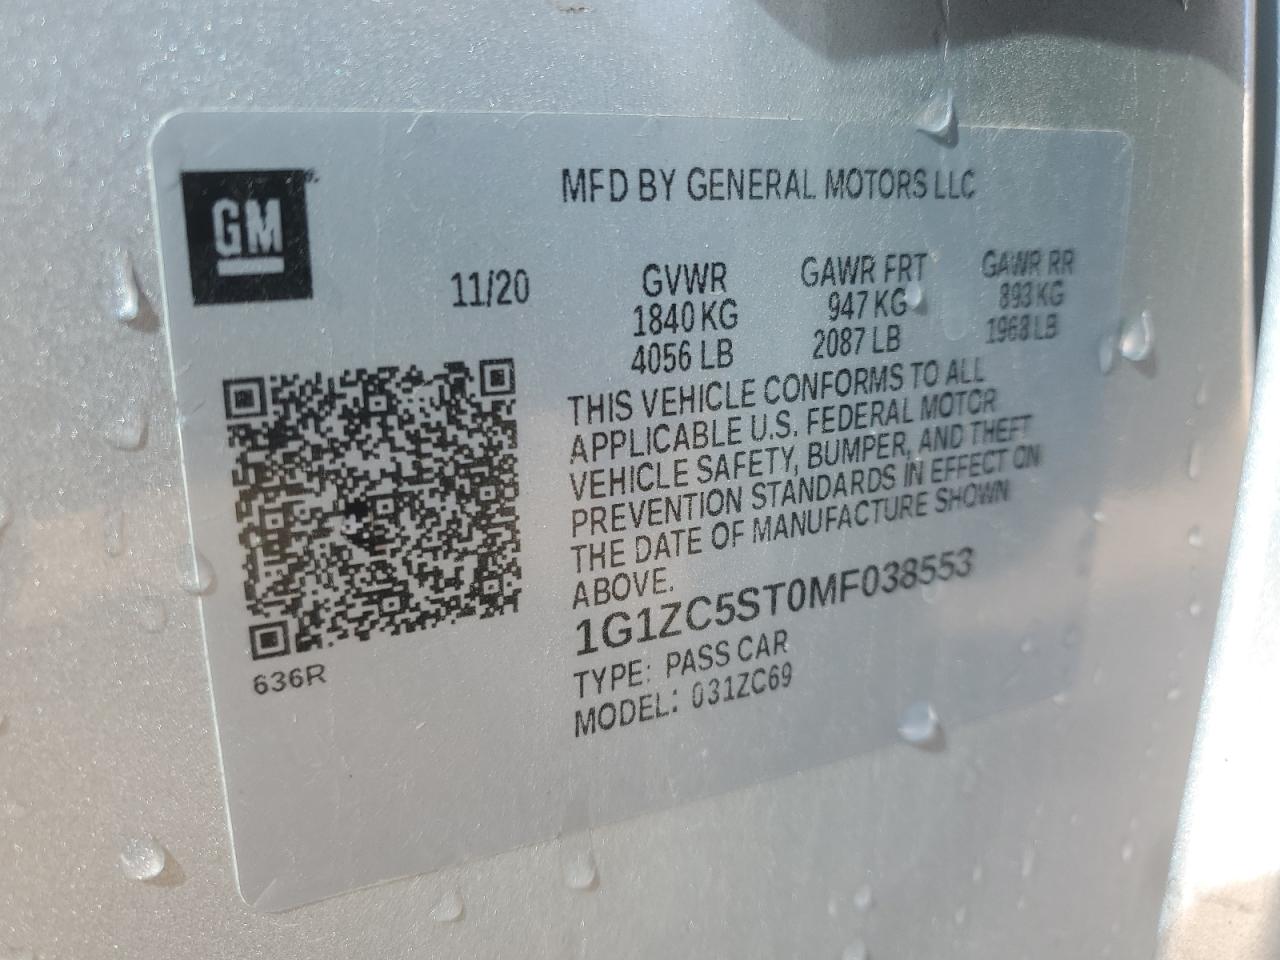 GM
MFD BY GENERAL MOTORS LLC
11/20
GVWR
1840 KG
4056 LB
GAWR FRT
947 KG
2087 LB
GAWR RR
893 KG
1968 LB
THIS VEHICLE CONFORMS TO ALL
APPLICABLE U.S. FEDERAL MOTOR
VEHICLE SAFETY, BUMPER, AND THEFT
PREVENTION STANDARDS IN EFFECT ON
THE DATE OF MANUFACTURE SHOWN
ABOVE.
1G1ZC5ST0MF038553
TYPE: PASS CAR
MODEL: 031ZC69
636R